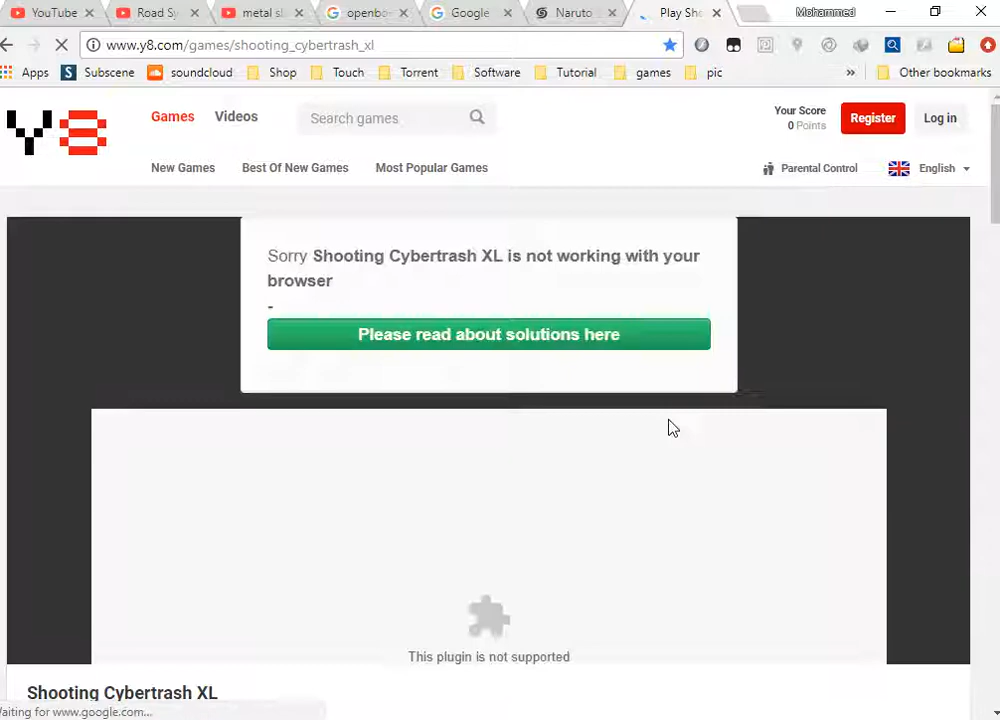 YouTube Road Sy metal sl openbo Google Naruto Play Sho Mohammed
www.y8.com/games/shooting_cybertrash_xl
Apps S Subscene soundcloud Shop Touch Torrent Software Tutorial games pic » Other bookmarks
Y8 Games Videos Search games Your Score 0 Points Register Log in
New Games Best Of New Games Most Popular Games Parental Control English
Sorry Shooting Cybertrash XL is not working with your
browser
-
Please read about solutions here
This plugin is not supported
Shooting Cybertrash XL
aiting for www.google.com...